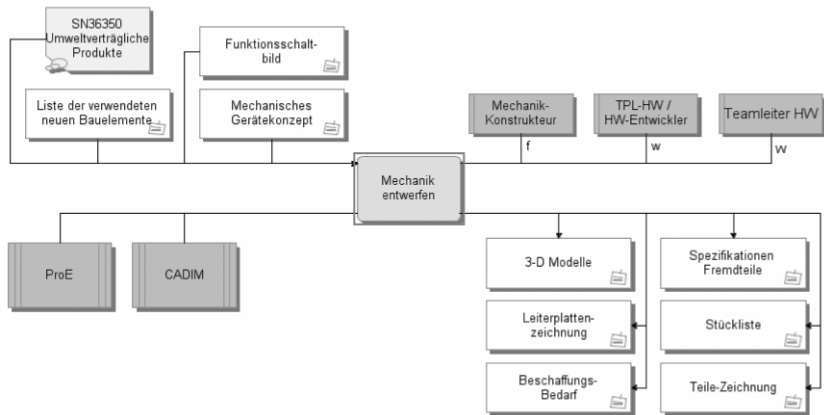 SN36350
Umweltverträgliche
Produkte
Funktionsschalt-
bild
Liste der verwendeten
neuen Bauelemente
Mechanisches
Gerätekonzept
Mechanik-
Konstrukteur
TPL-HW /
HW-Entwickler
Teamleiter HW
f
w
W
Mechanik
entwerfen
ProE
CADIM
3-D Modelle
Spezifikationen
Fremdteile
Leiterplatten-
zeichnung
Stückliste
Beschaffungs-
Bedarf
Teile-Zeichnung